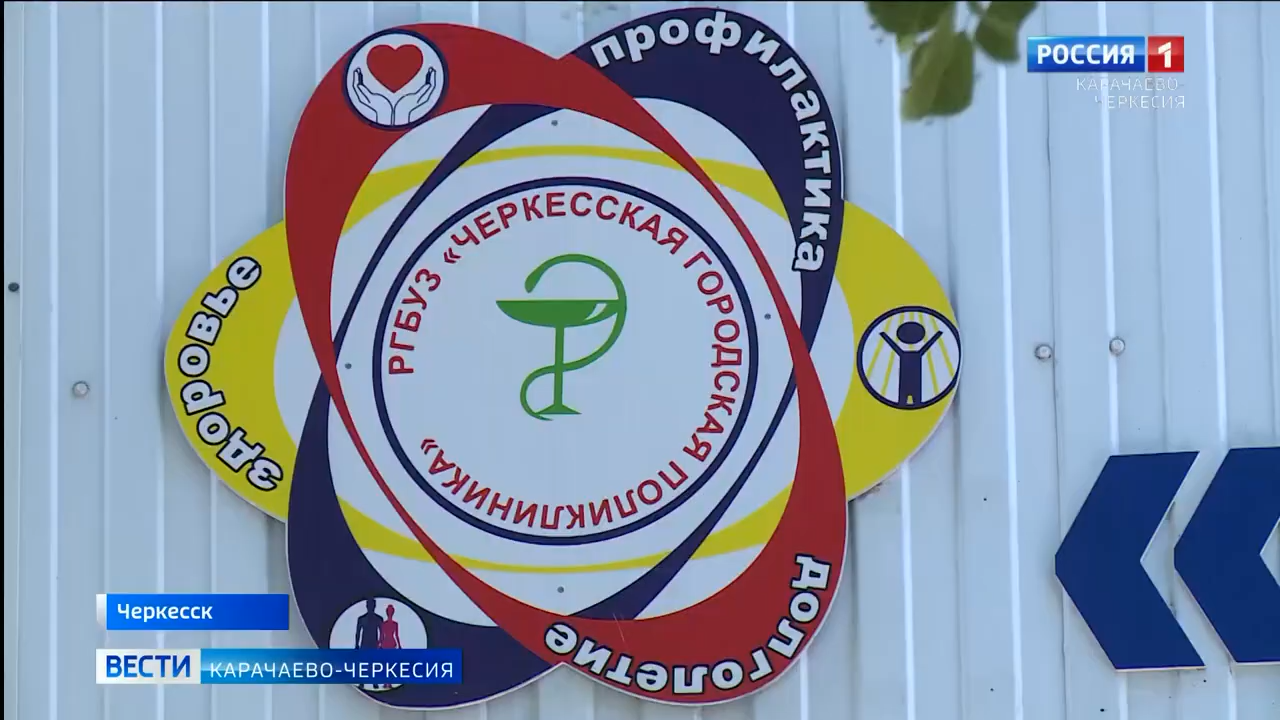 профилактика
РОССИЯ 1
КАРАЧАЕВО-
ЧЕРКЕСИЯ
здоровье
РГБУЗ «ЧЕРКЕССКАЯ ГОРОДСКАЯ ПОЛИКЛИНИКА»
долголетие
Черкесск
ВЕСТИ КАРАЧАЕВО-ЧЕРКЕСИЯ